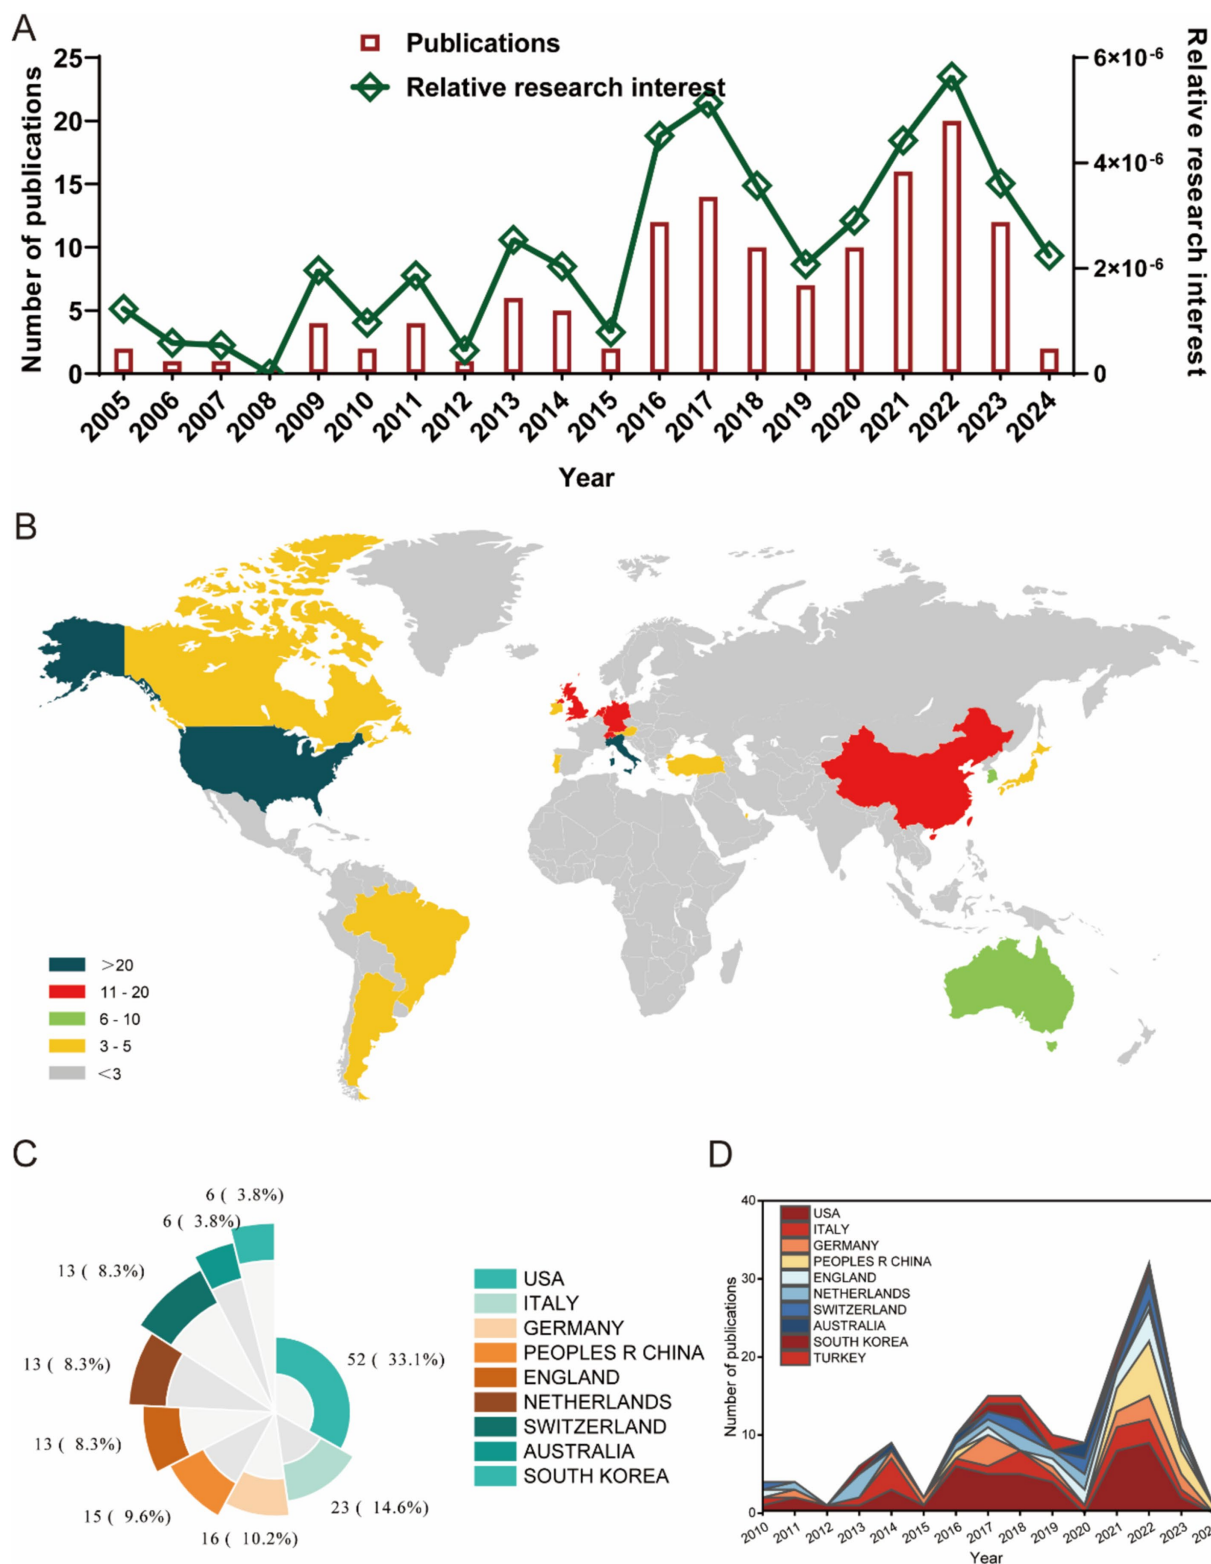 A
Publications
Relative research interest
Number of publications
25
20
15
10
5
0
6×10-6
4×10-6
2×10-6
0
Relative research interest
2005
2006
2007
2008
2009
2010
2011
2012
2013
2014
2015
2016
2017
2018
2019
2020
2021
2022
2023
2024
Year
B
>20
11 - 20
6 - 10
3 - 5
<3
C
6 ( 3.8%)
6 ( 3.8%)
13 ( 8.3%)
13 ( 8.3%)
13 ( 8.3%)
15 ( 9.6%)
16 ( 10.2%)
23 ( 14.6%)
52 ( 33.1%)
USA
ITALY
GERMANY
PEOPLES R CHINA
ENGLAND
NETHERLANDS
SWITZERLAND
AUSTRALIA
SOUTH KOREA
D
Number of publications
40
30
20
10
0
USA
ITALY
GERMANY
PEOPLES R CHINA
ENGLAND
NETHERLANDS
SWITZERLAND
AUSTRALIA
SOUTH KOREA
TURKEY
2010
2011
2012
2013
2014
2015
2016
2017
2018
2019
2020
2021
2022
2023
Year